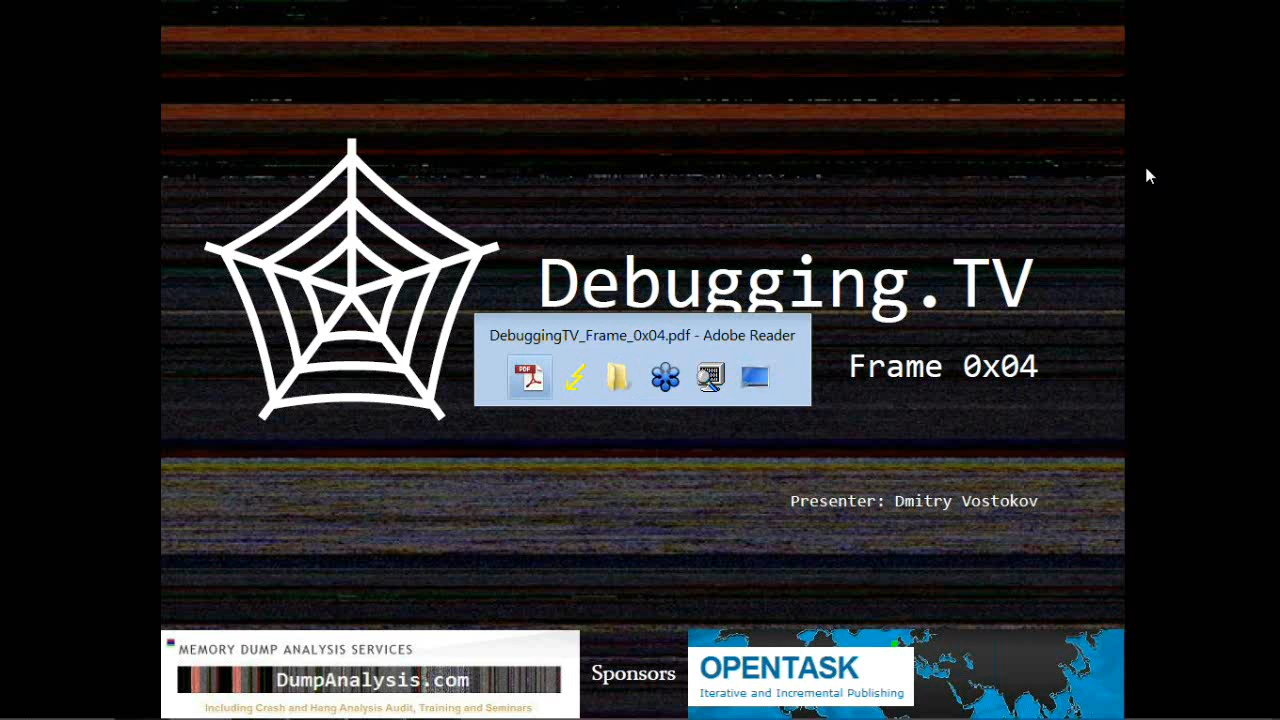 Debugging.TV
DebuggingTV_Frame_0x04.pdf - Adobe Reader
PDF
Frame 0x04
Presenter: Dmitry Vostokov
MEMORY DUMP ANALYSIS SERVICES
DumpAnalysis.com
Including Crash and Hang Analysis Audit, Training and Seminars
Sponsors
OPENTASK
Iterative and Incremental Publishing